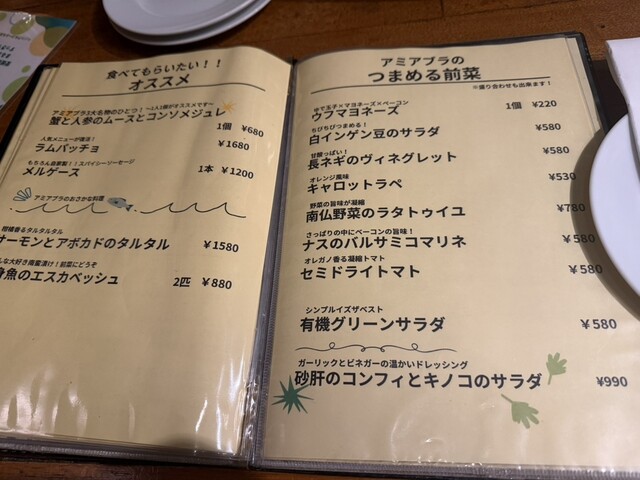 食べてもらいたい！！
オススメ
アミアブラ3大名物のひとつ！～1人1個がオススメです～
蟹と人参のムースとコンソメジュレ
1個 ¥680
人気メニューが復活！
ラムパッチョ ¥1680
もちろん自家製！！スパイシーソーセージ
メルゲース 1本 ¥1200
アミアブラのおさかな料理
柑橘香るタルタルタル
サーモンとアボカドのタルタル ¥1580
な大好き南蛮漬け！前菜にどうぞ
身魚のエスカベッシュ 2匹 ¥880
アミアブラの
つまめる前菜
※盛り合わせも出来ます！
ゆで玉子×マヨネーズ×ベーコン
ウフマヨネーズ 1個 ¥220
ちびちびつまめる！
白インゲン豆のサラダ ¥580
甘酸っぱい！
長ネギのヴィネグレット ¥580
オレンジ風味
キャロットラペ ¥530
野菜の旨味が凝縮
南仏野菜のラタトゥイユ ¥780
さっぱりの中にベーコンの旨味！
ナスのバルサミコマリネ ¥580
オレガノ香る凝縮トマト
セミドライトマト ¥580
シンプルイズザベスト
有機グリーンサラダ ¥580
ガーリックとビネガーの温かいドレッシング
砂肝のコンフィとキノコのサラダ ¥990